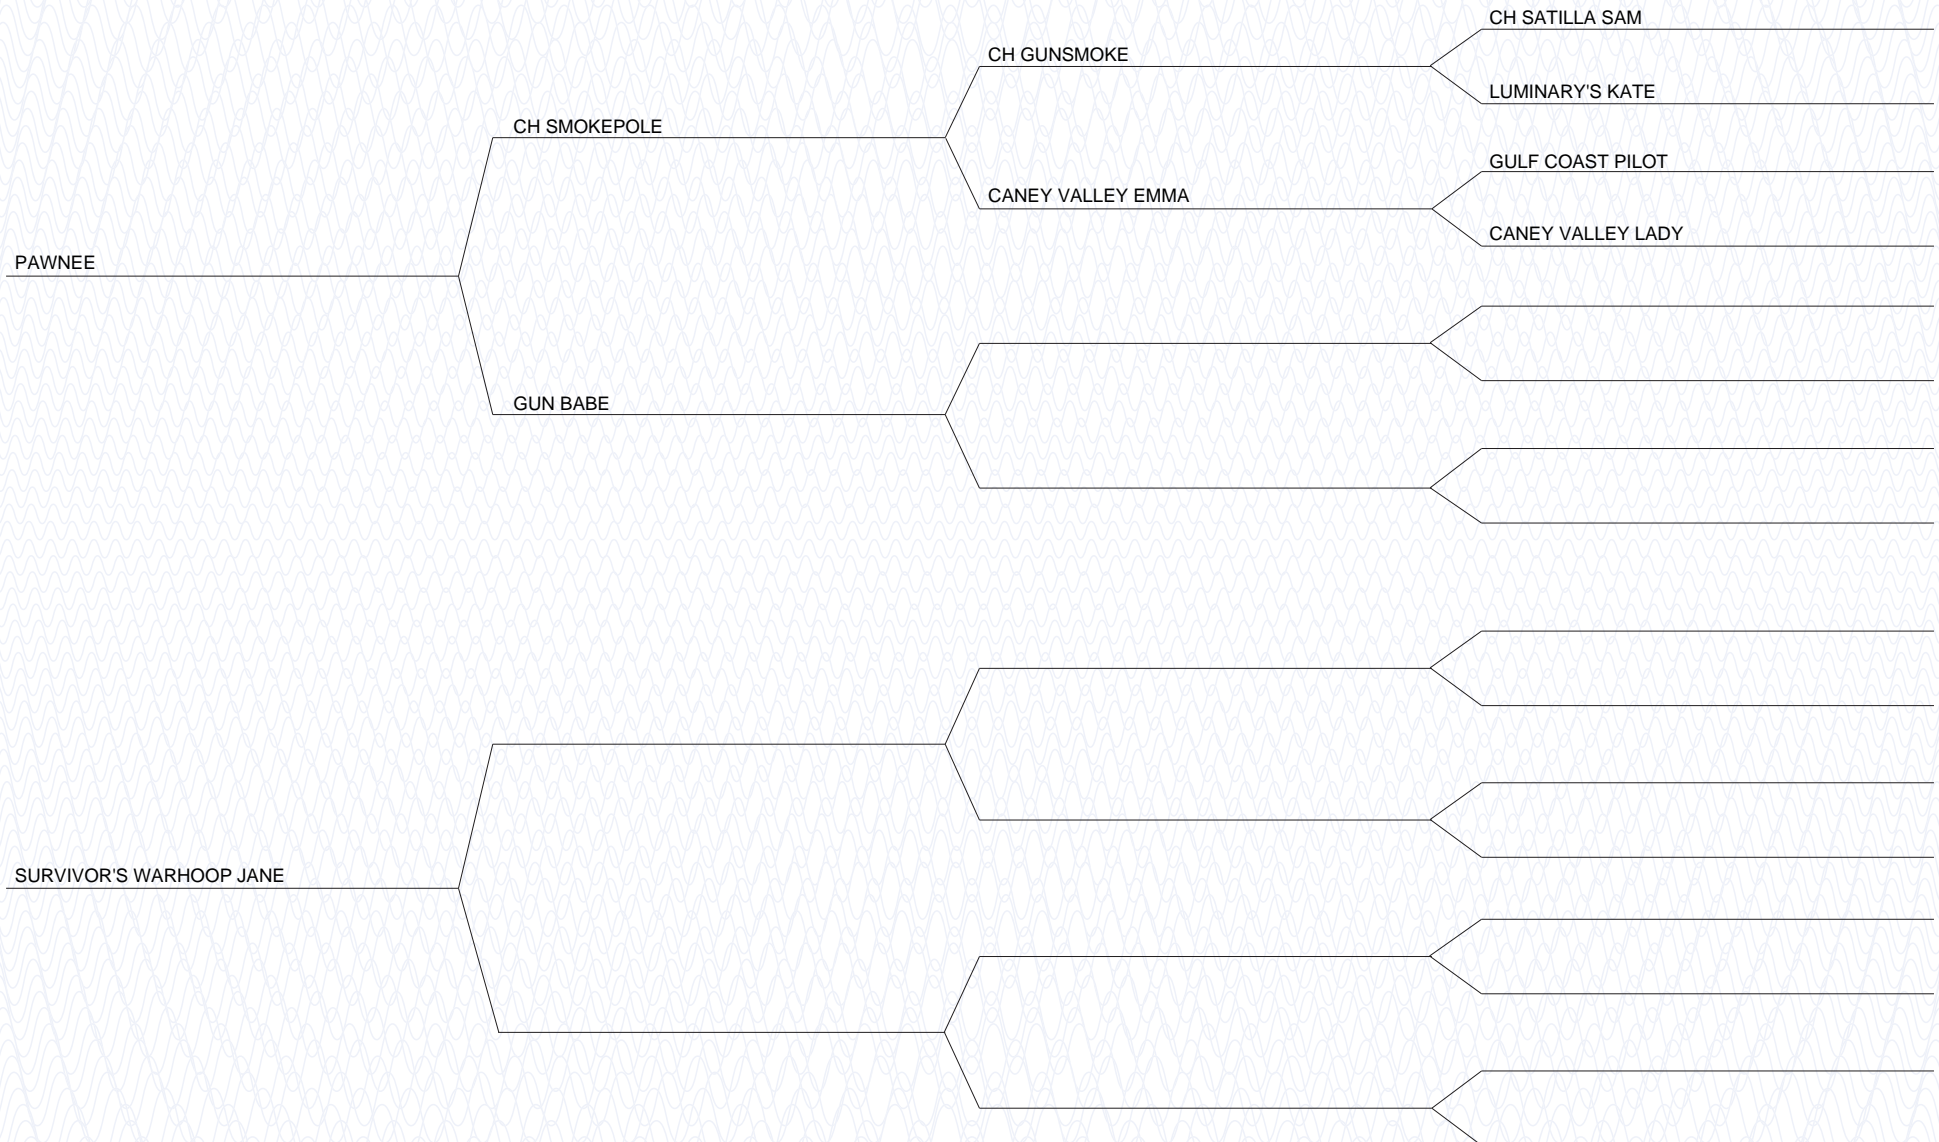 CH SATILLA SAM
CH GUNSMOKE
LUMINARY'S KATE
CH SMOKEPOLE
GULF COAST PILOT
CANEY VALLEY EMMA
CANEY VALLEY LADY
PAWNEE
GUN BABE
SURVIVOR'S WARHOOP JANE